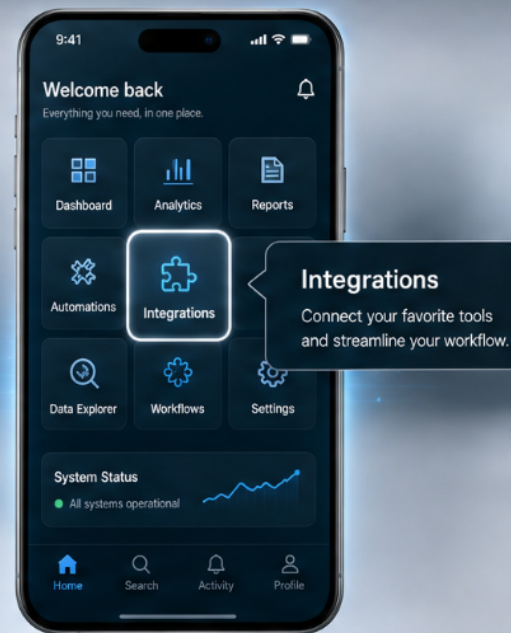 9:41
Welcome back
Everything you need, in one place.
Dashboard
Analytics
Reports
Automations
Integrations
Integrations
Connect your favorite tools
and streamline your workflow.
Data Explorer
Workflows
Settings
System Status
All systems operational
Home
Search
Activity
Profile